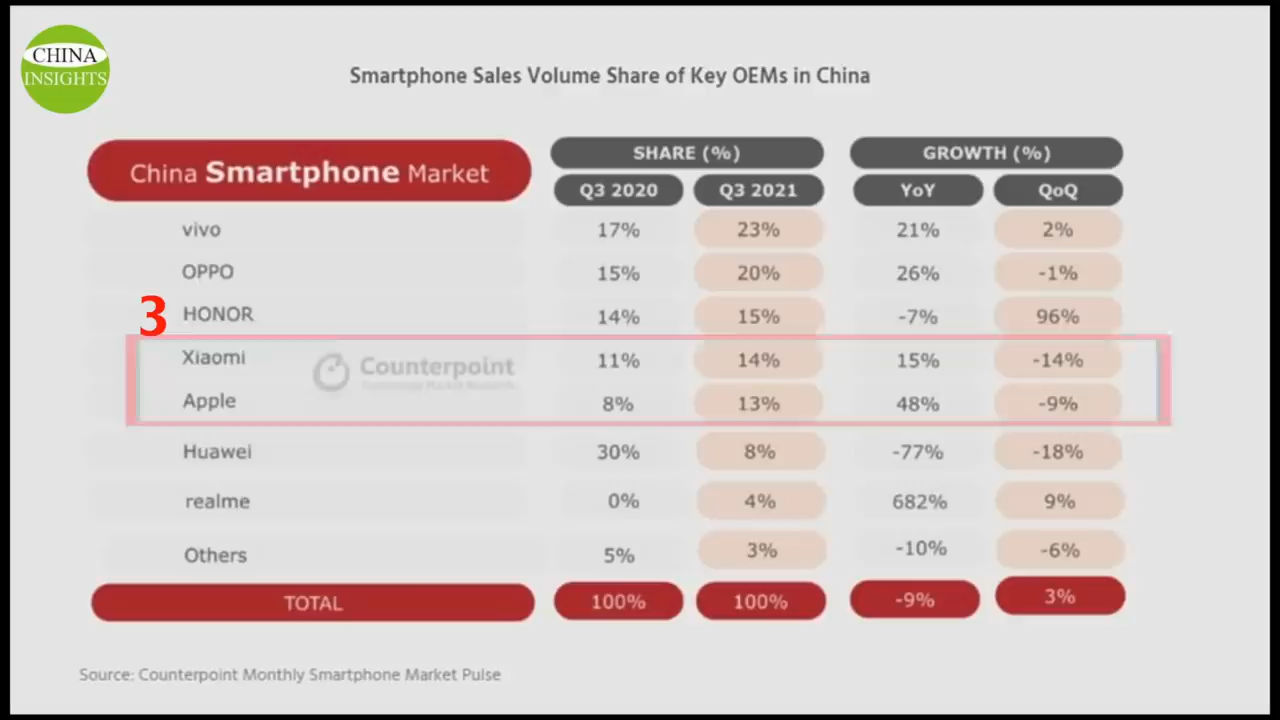 CHINA
INSIGHTS
Smartphone Sales Volume Share of Key OEMs in China
China Smartphone Market SHARE (%) GROWTH (%)
Q3 2020 Q3 2021 YoY QoQ
vivo 17% 23% 21% 2%
OPPO 15% 20% 26% -1%
3 HONOR 14% 15% -7% 96%
Xiaomi 11% 14% 15% -14%
Counterpoint
Apple 8% 13% 48% -9%
Huawei 30% 8% -77% -18%
realme 0% 4% 682% 9%
Others 5% 3% -10% -6%
TOTAL 100% 100% -9% 3%
Source: Counterpoint Monthly Smartphone Market Pulse